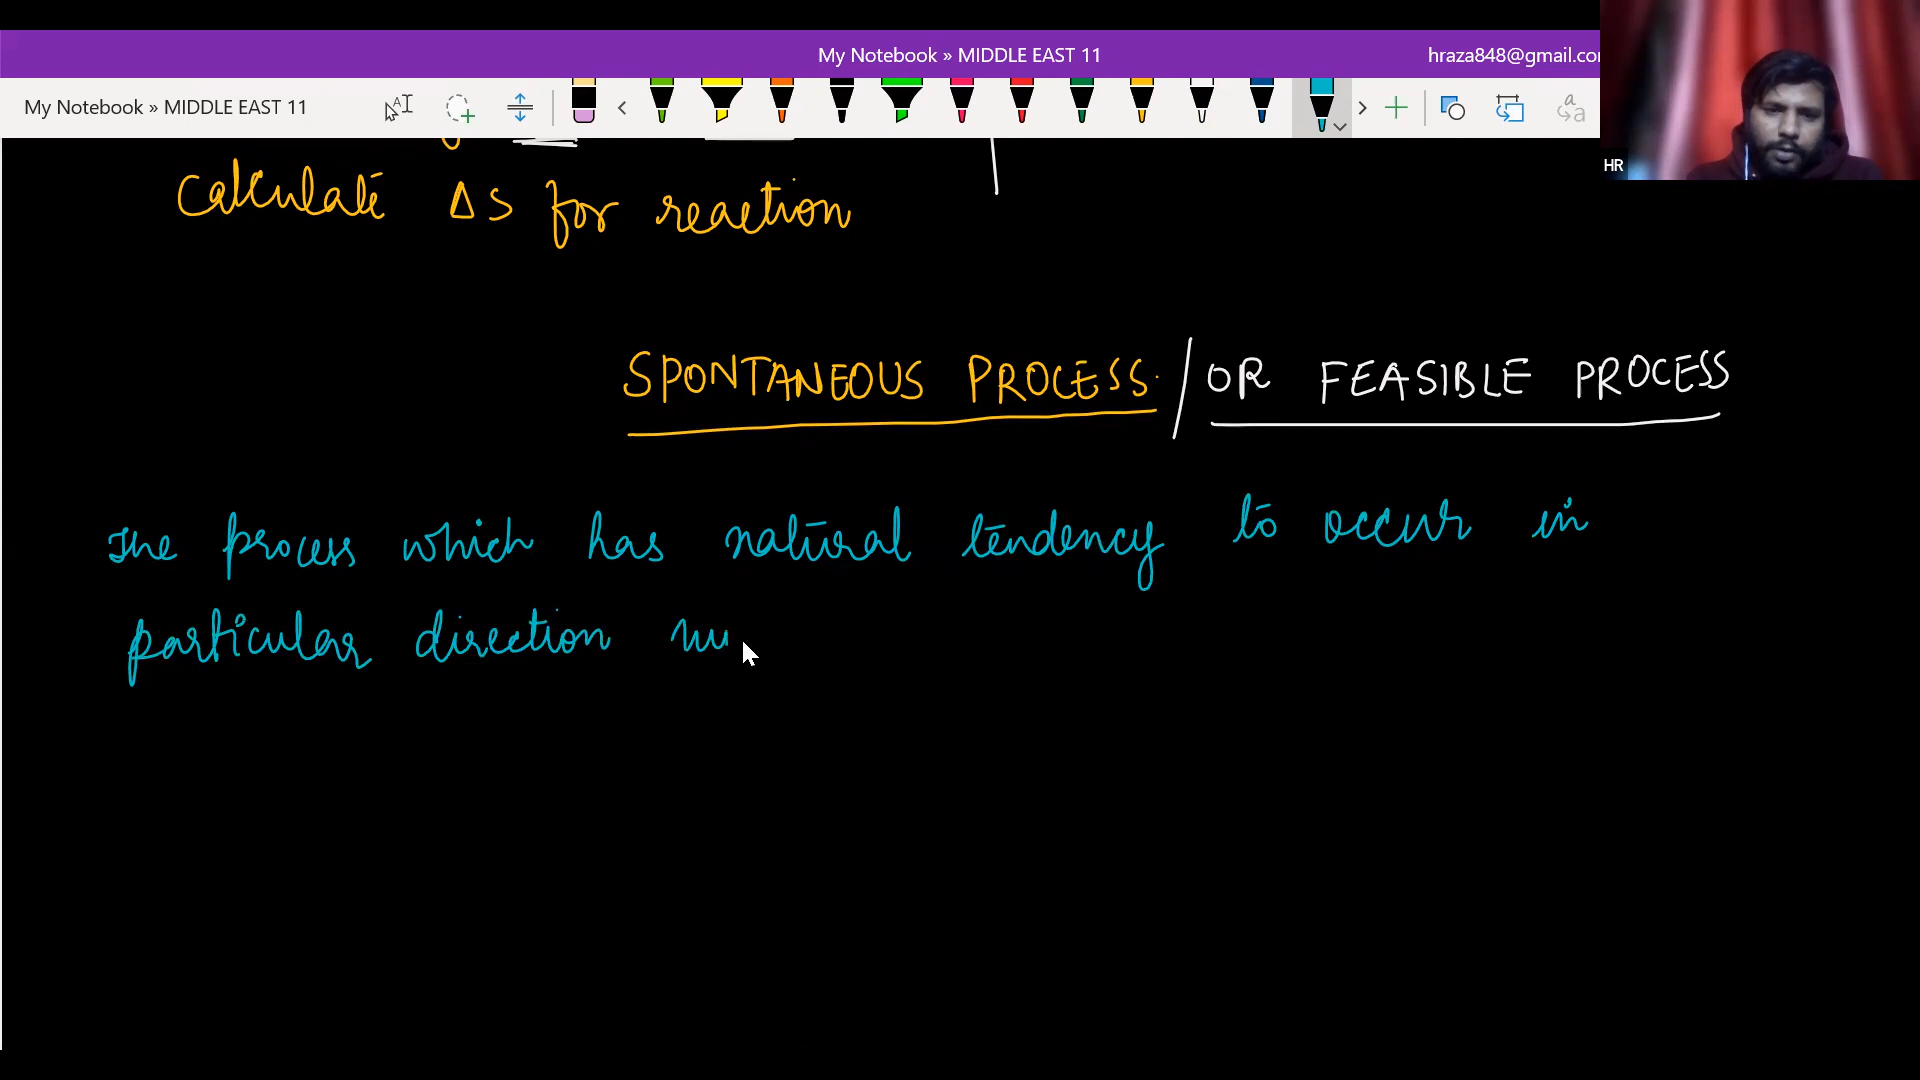 My Notebook » MIDDLE EAST 11
hraza848@gmail.co
My Notebook » MIDDLE EAST 11
HR
Calculate ΔS for reaction
SPONTANEOUS PROCESS / OR FEASIBLE PROCESS
The process which has natural tendency to occur in
particular direction